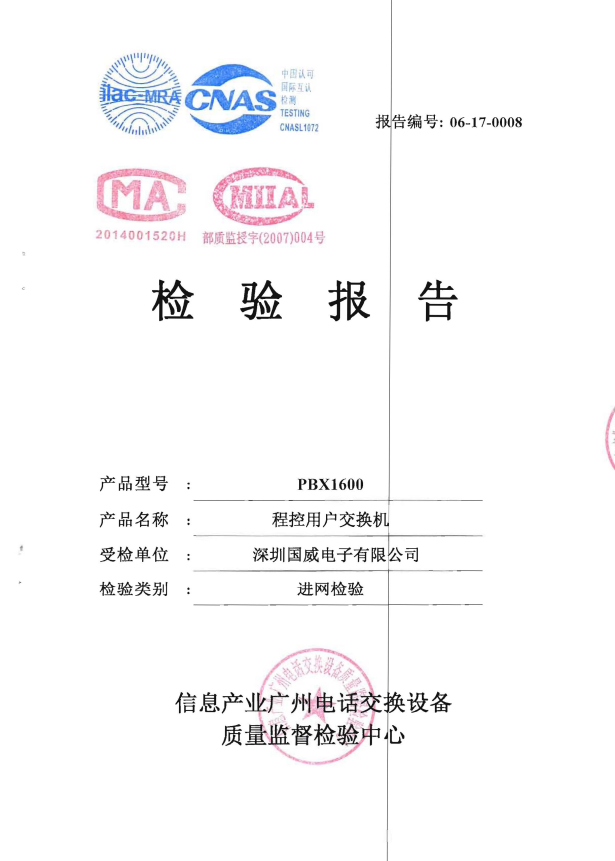 ilac-MRA
CNAS
中国认可
国际互认
检测
TESTING
CNASL1072
报告编号: 06-17-0008
MA
MIIAL
2014001520H
部质监授字(2007)004号
检 验 报 告
产品型号 : PBX1600
产品名称 : 程控用户交换机
受检单位 : 深圳国威电子有限公司
检验类别 : 进网检验
信息产业广州电话交换设备
质量监督检验中心